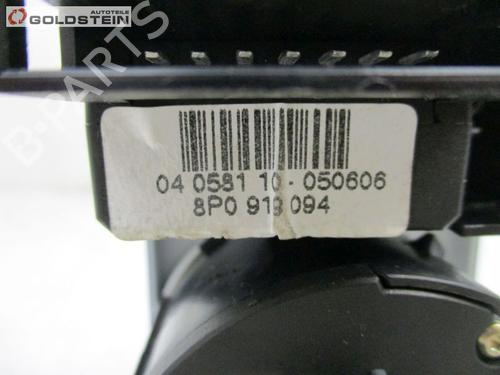 AUTOTEILE
GOLDSTEIN
B-PARTS
04 0581 10 - 050606
8P0 919 094